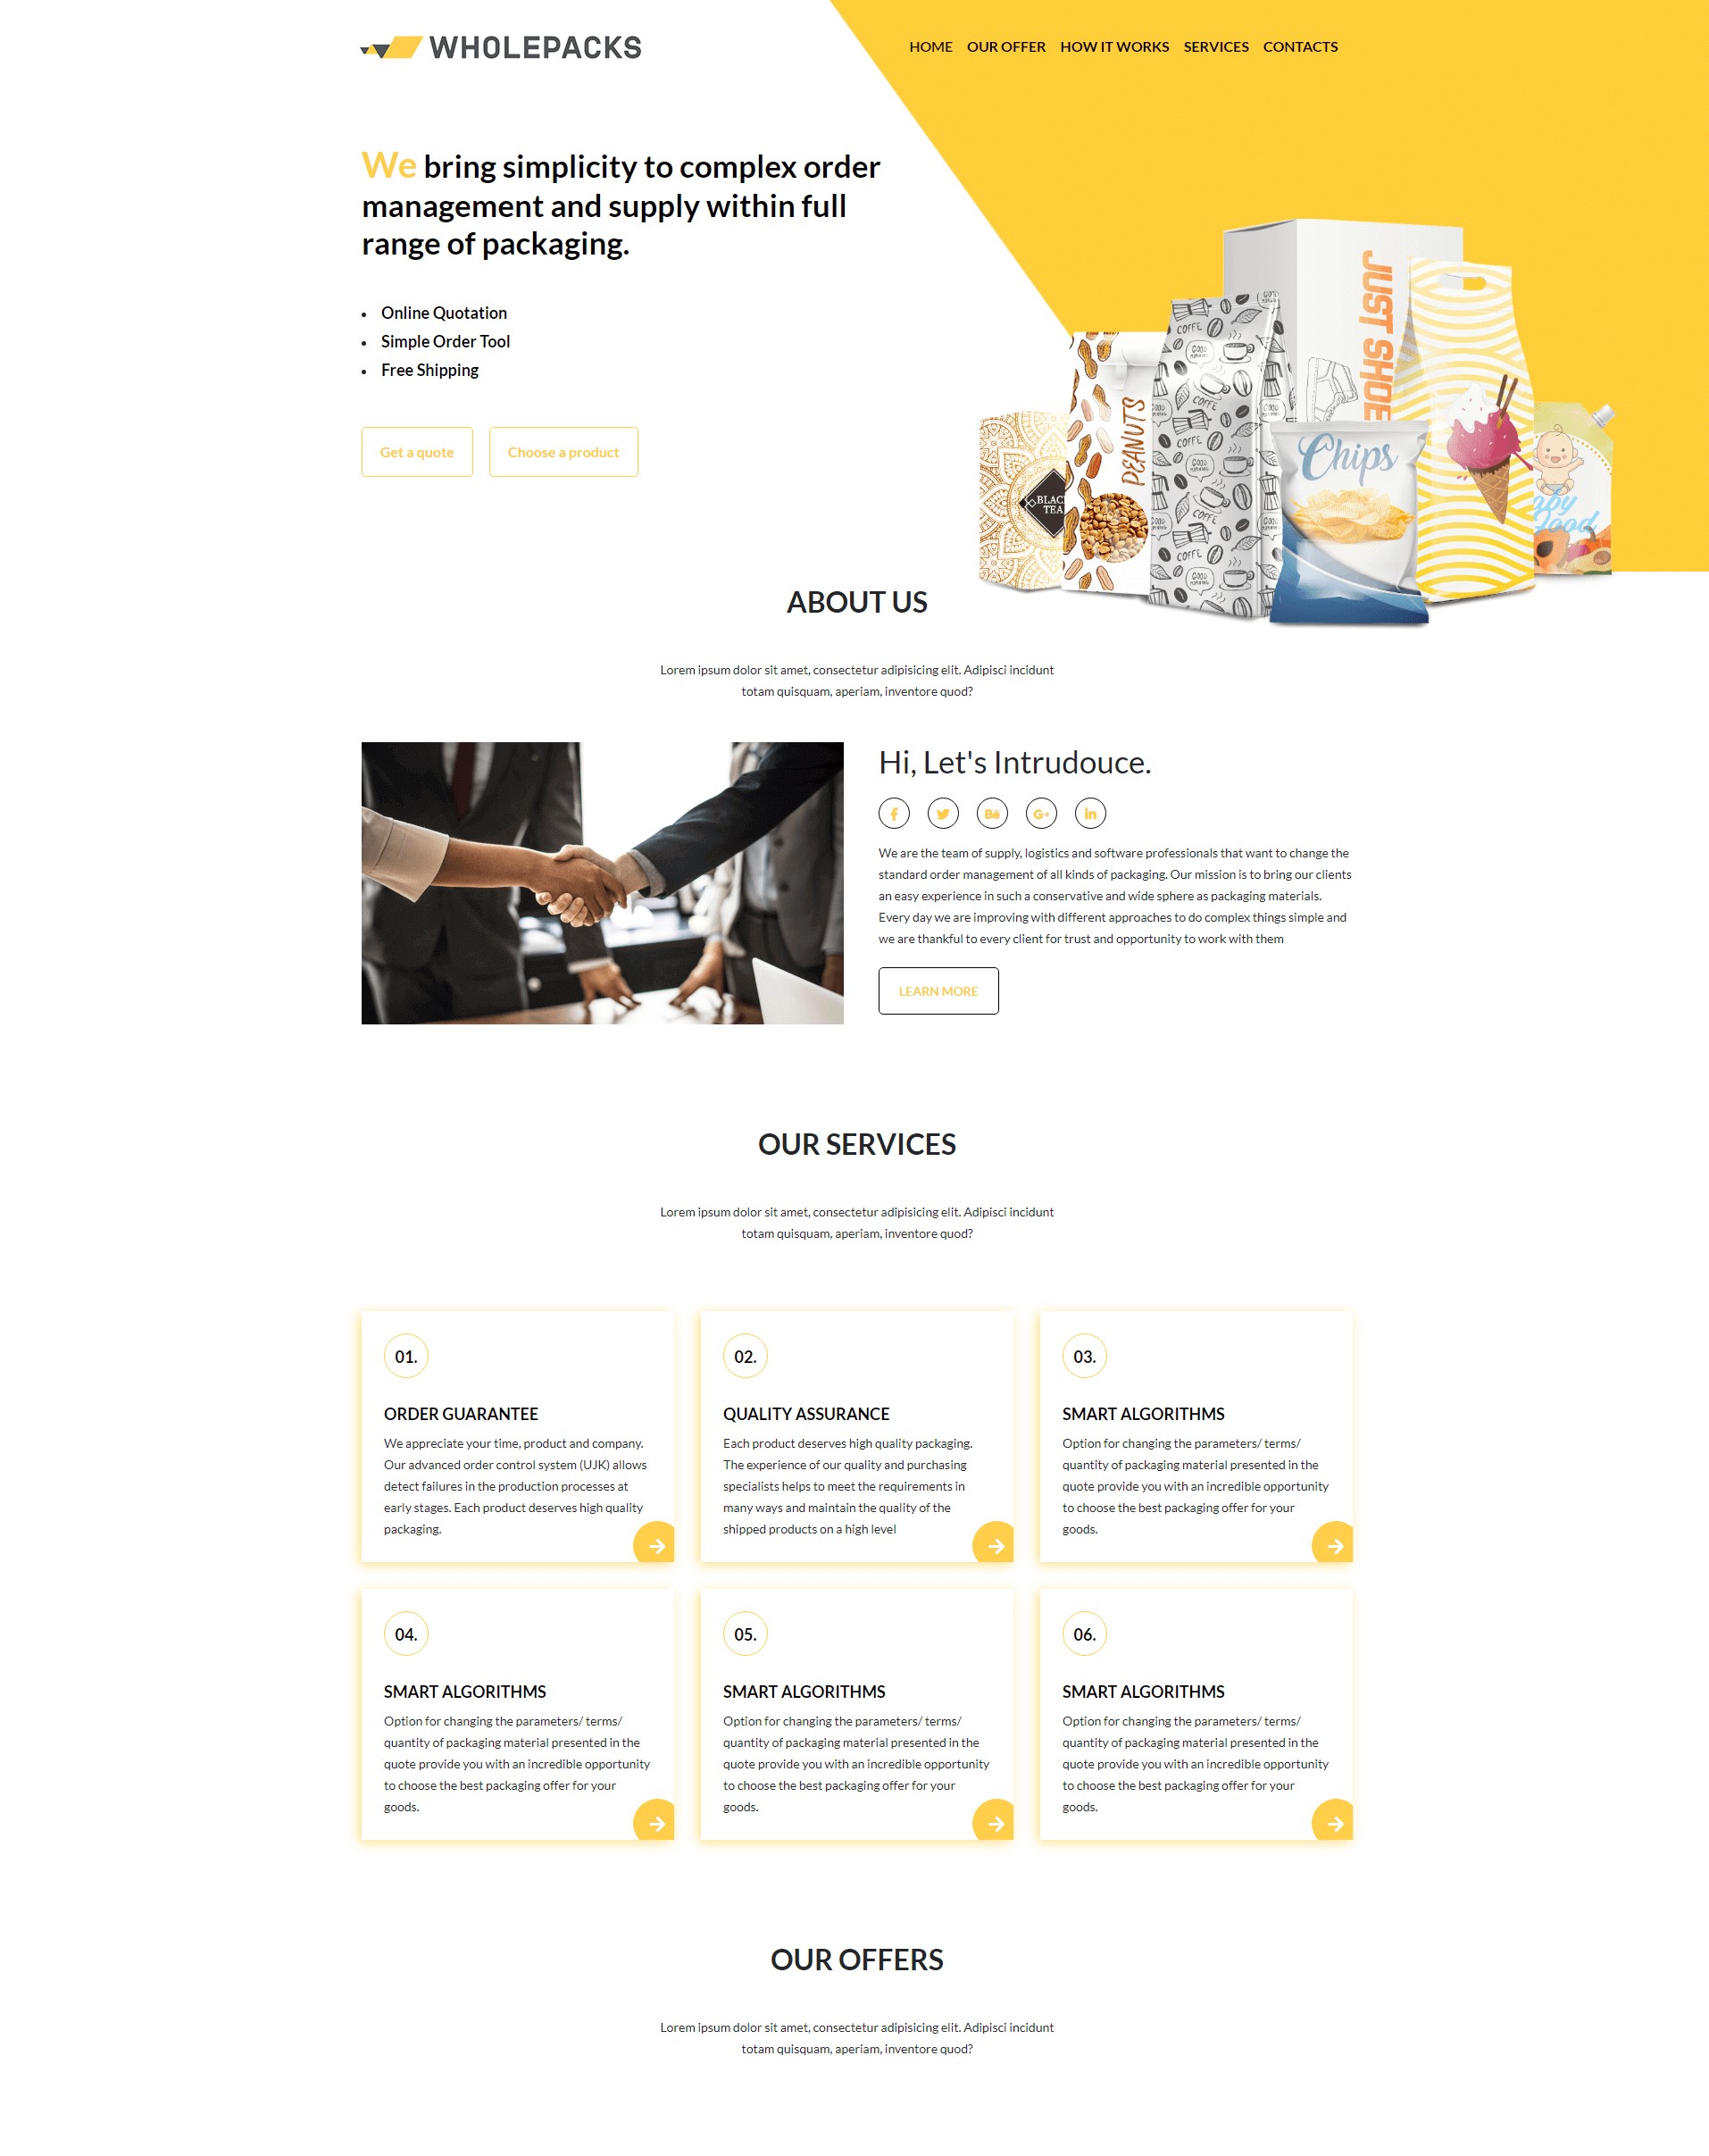 WHOLEPACKS
HOME OUR OFFER HOW IT WORKS SERVICES CONTACTS
We bring simplicity to complex order
management and supply within full
range of packaging.
Online Quotation
Simple Order Tool
Free Shipping
Get a quote Choose a product
JUST SHOE
PEANUTS
COFFE
GOOD
Chips
BLACK
TEA
Food
ABOUT US
Lorem ipsum dolor sit amet, consectetur adipisicing elit. Adipisci incidunt
totam quisquam, aperiam, inventore quod?
Hi, Let's Intrudouce.
We are the team of supply, logistics and software professionals that want to change the
standard order management of all kinds of packaging. Our mission is to bring our clients
an easy experience in such a conservative and wide sphere as packaging materials.
Every day we are improving with different approaches to do complex things simple and
we are thankful to every client for trust and opportunity to work with them
LEARN MORE
OUR SERVICES
Lorem ipsum dolor sit amet, consectetur adipisicing elit. Adipisci incidunt
totam quisquam, aperiam, inventore quod?
01.
ORDER GUARANTEE
We appreciate your time, product and company.
Our advanced order control system (UJK) allows
detect failures in the production processes at
early stages. Each product deserves high quality
packaging.
02.
QUALITY ASSURANCE
Each product deserves high quality packaging.
The experience of our quality and purchasing
specialists helps to meet the requirements in
many ways and maintain the quality of the
shipped products on a high level
03.
SMART ALGORITHMS
Option for changing the parameters/ terms/
quantity of packaging material presented in the
quote provide you with an incredible opportunity
to choose the best packaging offer for your
goods.
04.
SMART ALGORITHMS
Option for changing the parameters/ terms/
quantity of packaging material presented in the
quote provide you with an incredible opportunity
to choose the best packaging offer for your
goods.
05.
SMART ALGORITHMS
Option for changing the parameters/ terms/
quantity of packaging material presented in the
quote provide you with an incredible opportunity
to choose the best packaging offer for your
goods.
06.
SMART ALGORITHMS
Option for changing the parameters/ terms/
quantity of packaging material presented in the
quote provide you with an incredible opportunity
to choose the best packaging offer for your
goods.
OUR OFFERS
Lorem ipsum dolor sit amet, consectetur adipisicing elit. Adipisci incidunt
totam quisquam, aperiam, inventore quod?